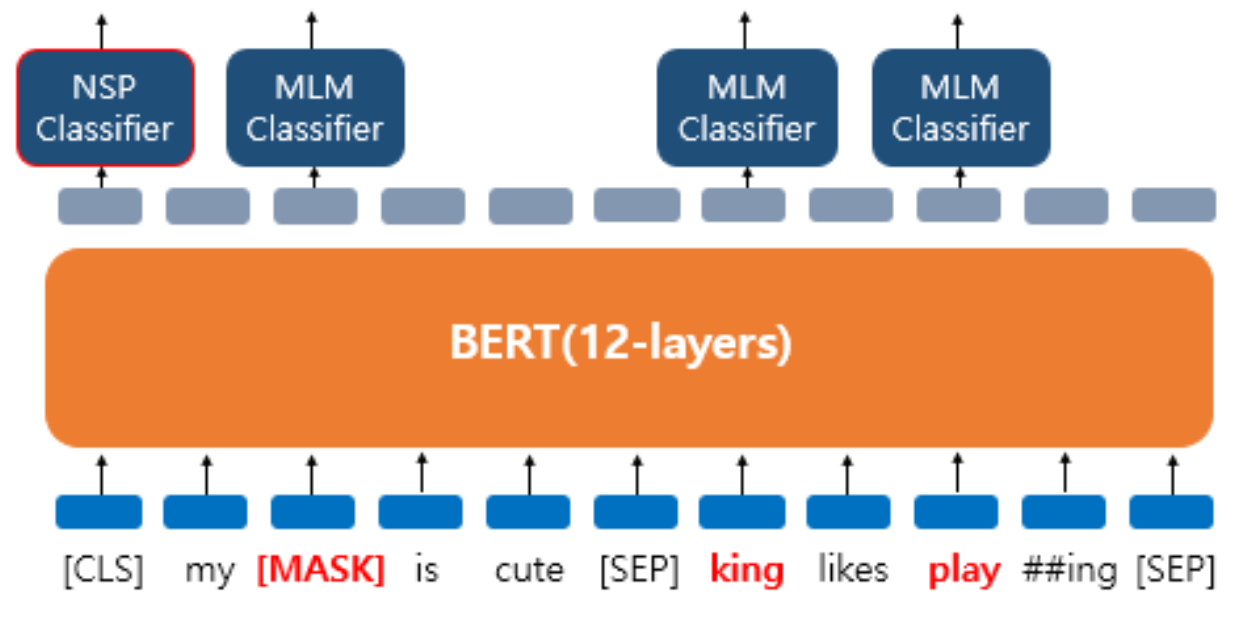 NSP
Classifier
MLM
Classifier
MLM
Classifier
MLM
Classifier
BERT(12-layers)
[CLS] my [MASK] is cute [SEP] king likes play ##ing [SEP]